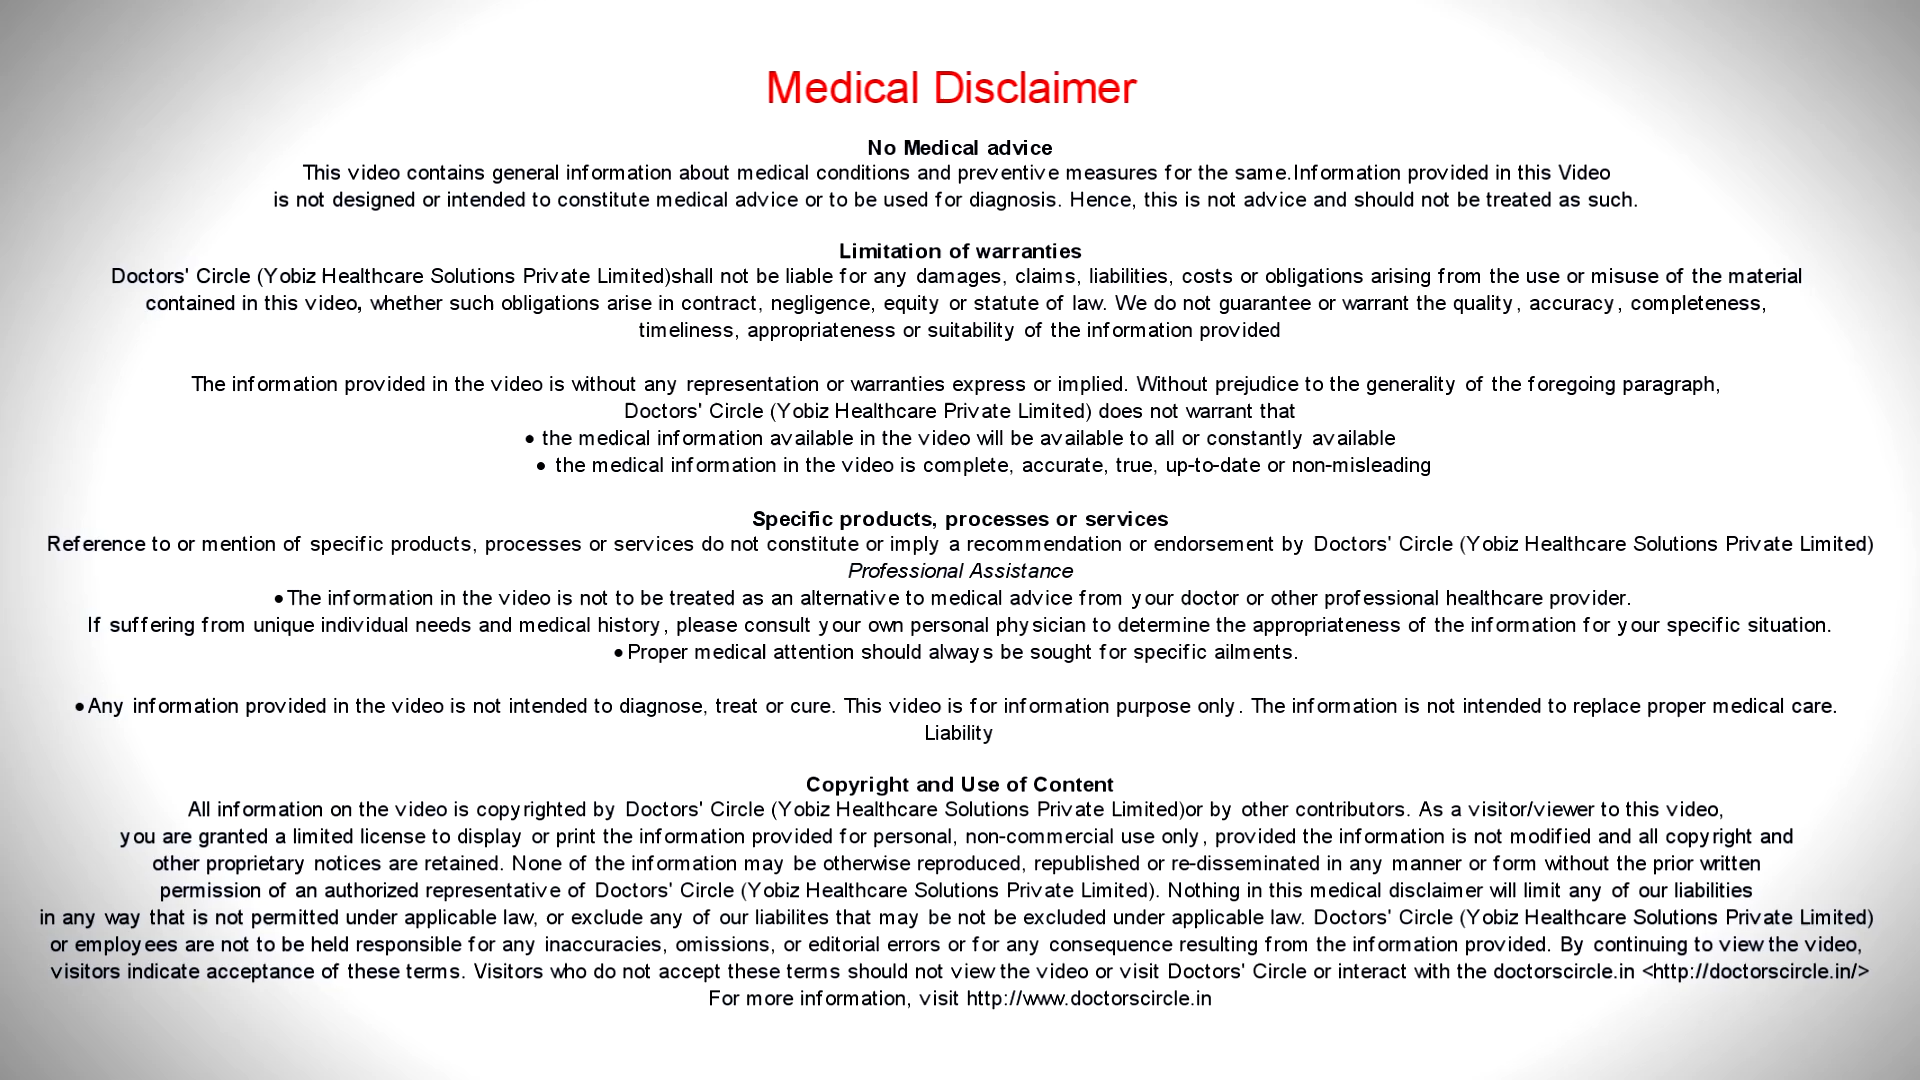 Medical Disclaimer
No Medical advice
This video contains general information about medical conditions and preventive measures for the same.Information provided in this Video
is not designed or intended to constitute medical advice or to be used for diagnosis. Hence, this is not advice and should not be treated as such.
Limitation of warranties
Doctors' Circle (Yobiz Healthcare Solutions Private Limited)shall not be liable for any damages, claims, liabilities, costs or obligations arising from the use or misuse of the material
contained in this video, whether such obligations arise in contract, negligence, equity or statute of law. We do not guarantee or warrant the quality, accuracy, completeness,
timeliness, appropriateness or suitability of the information provided
The information provided in the video is without any representation or warranties express or implied. Without prejudice to the generality of the foregoing paragraph,
Doctors' Circle (Yobiz Healthcare Private Limited) does not warrant that
• the medical information available in the video will be available to all or constantly available
• the medical information in the video is complete, accurate, true, up-to-date or non-misleading
Specific products, processes or services
Reference to or mention of specific products, processes or services do not constitute or imply a recommendation or endorsement by Doctors' Circle (Yobiz Healthcare Solutions Private Limited)
Professional Assistance
•The information in the video is not to be treated as an alternative to medical advice from your doctor or other professional healthcare provider.
If suffering from unique individual needs and medical history, please consult your own personal physician to determine the appropriateness of the information for your specific situation.
•Proper medical attention should always be sought for specific ailments.
•Any information provided in the video is not intended to diagnose, treat or cure. This video is for information purpose only. The information is not intended to replace proper medical care.
Liability
Copyright and Use of Content
All information on the video is copyrighted by Doctors' Circle (Yobiz Healthcare Solutions Private Limited)or by other contributors. As a visitor/viewer to this video,
you are granted a limited license to display or print the information provided for personal, non-commercial use only, provided the information is not modified and all copyright and
other proprietary notices are retained. None of the information may be otherwise reproduced, republished or re-disseminated in any manner or form without the prior written
permission of an authorized representative of Doctors' Circle (Yobiz Healthcare Solutions Private Limited). Nothing in this medical disclaimer will limit any of our liabilities
in any way that is not permitted under applicable law, or exclude any of our liabilites that may be not be excluded under applicable law. Doctors' Circle (Yobiz Healthcare Solutions Private Limited)
or employees are not to be held responsible for any inaccuracies, omissions, or editorial errors or for any consequence resulting from the information provided. By continuing to view the video,
visitors indicate acceptance of these terms. Visitors who do not accept these terms should not view the video or visit Doctors' Circle or interact with the doctorscircle.in <http://doctorscircle.in/>
For more information, visit http://www.doctorscircle.in